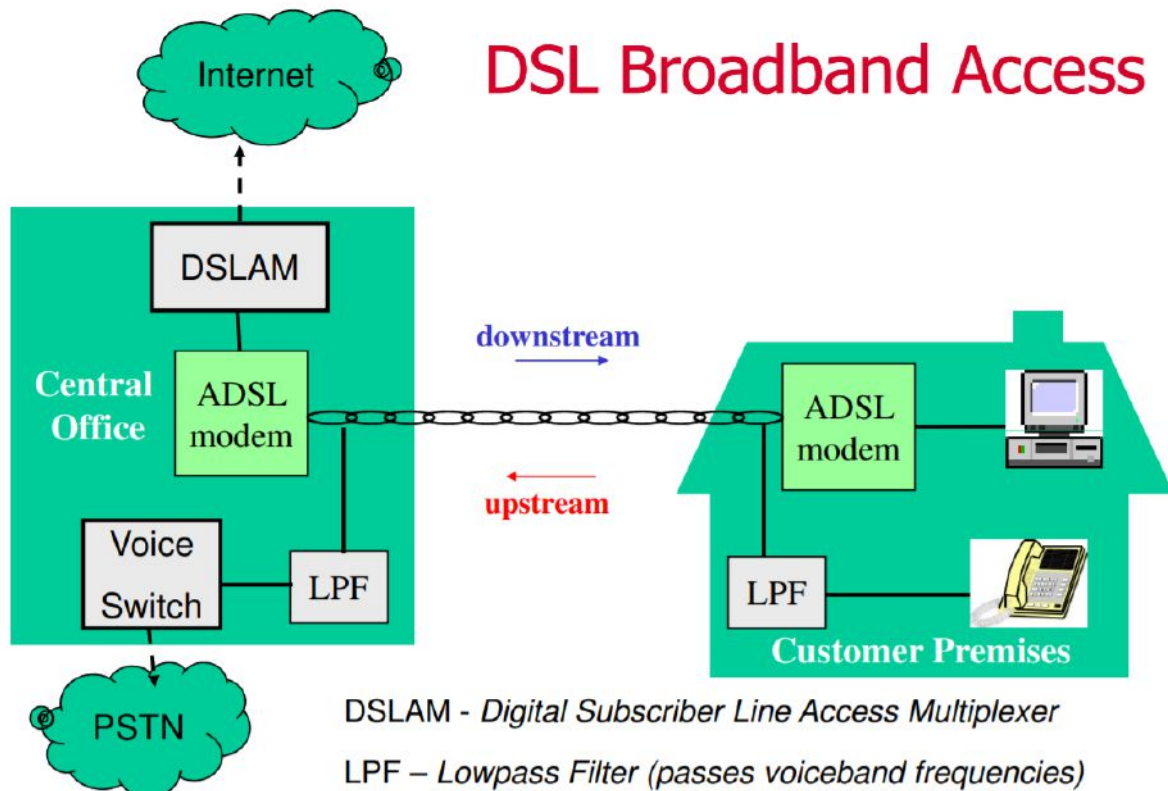 DSL Broadband Access
Internet
DSLAM
Central
Office
ADSL
modem
downstream
upstream
ADSL
modem
Voice
Switch
LPF
LPF
Customer Premises
PSTN
DSLAM - Digital Subscriber Line Access Multiplexer
LPF – Lowpass Filter (passes voiceband frequencies)